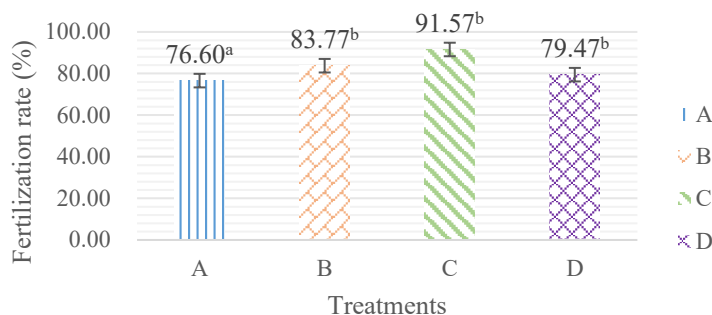 Fertilization rate (%)
100.00
80.00
60.00
40.00
20.00
0.00
76.60ᵃ
83.77ᵇ
91.57ᵇ
79.47ᵇ
A
B
C
D
Treatments
A
B
C
D